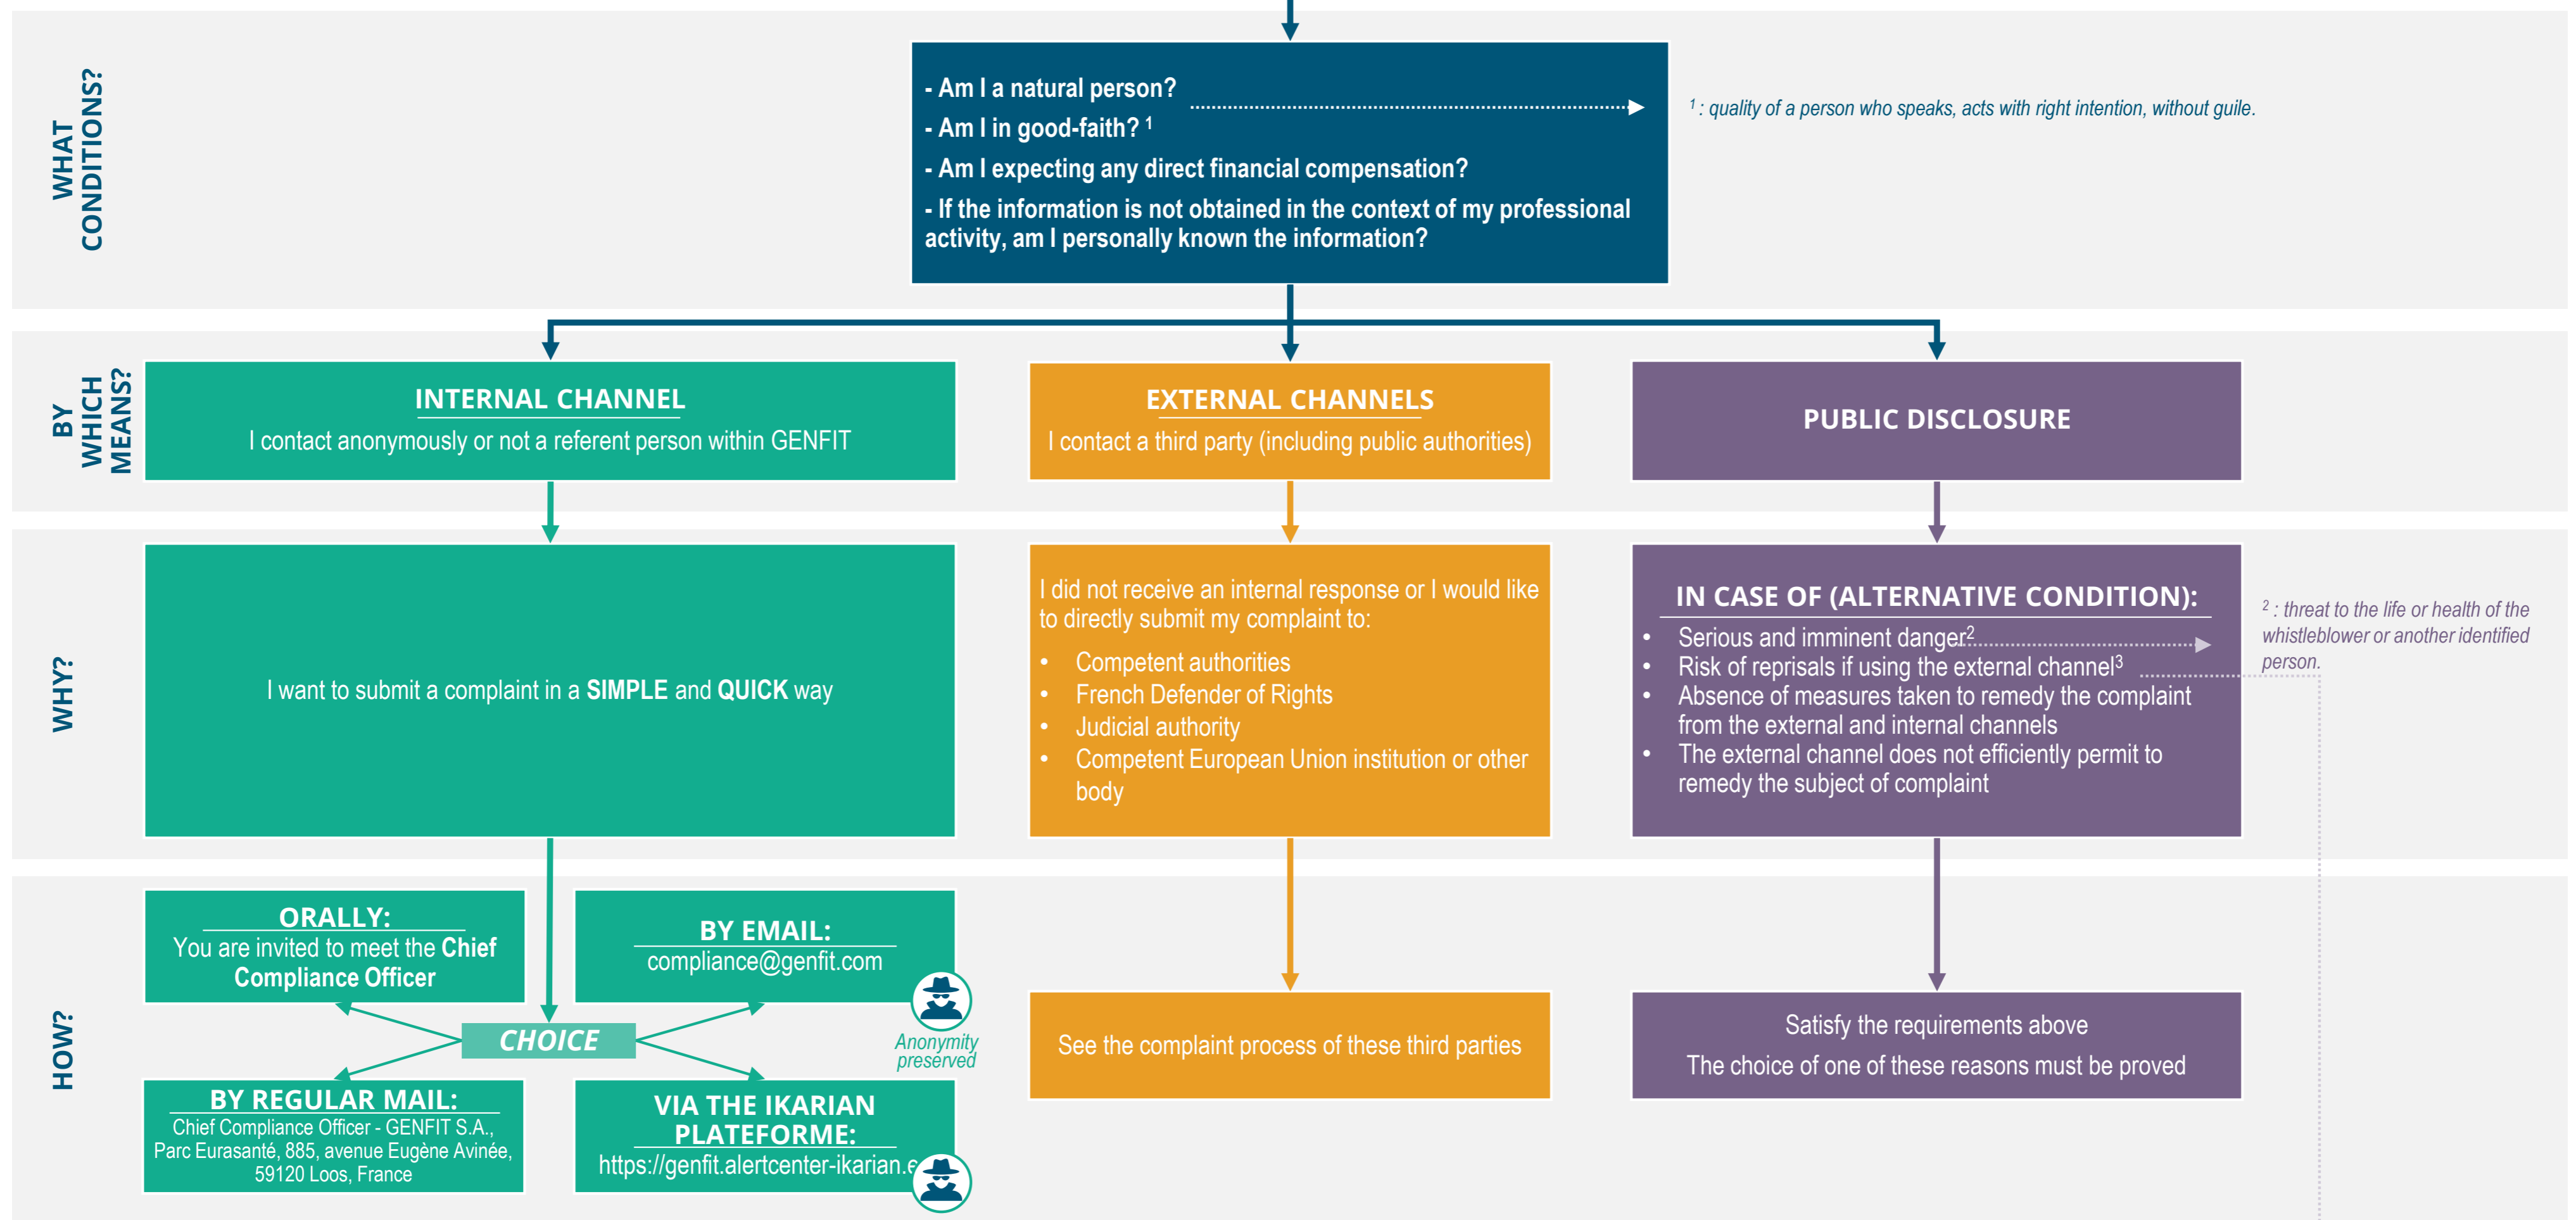 WHAT
CONDITIONS?
- Am I a natural person?
- Am I in good-faith? 1
- Am I expecting any direct financial compensation?
- If the information is not obtained in the context of my professional
activity, am I personally known the information?
1 : quality of a person who speaks, acts with right intention, without guile.
BY
WHICH
MEANS?
INTERNAL CHANNEL
I contact anonymously or not a referent person within GENFIT
EXTERNAL CHANNELS
I contact a third party (including public authorities)
PUBLIC DISCLOSURE
WHY?
I want to submit a complaint in a SIMPLE and QUICK way
I did not receive an internal response or I would like
to directly submit my complaint to:
• Competent authorities
• French Defender of Rights
• Judicial authority
• Competent European Union institution or other
body
IN CASE OF (ALTERNATIVE CONDITION):
• Serious and imminent danger2
• Risk of reprisals if using the external channel3
• Absence of measures taken to remedy the complaint
from the external and internal channels
• The external channel does not efficiently permit to
remedy the subject of complaint
2 : threat to the life or health of the
whistleblower or another identified
person.
HOW?
ORALLY:
You are invited to meet the Chief
Compliance Officer
BY EMAIL:
compliance@genfit.com
Anonymity
preserved
CHOICE
BY REGULAR MAIL:
Chief Compliance Officer - GENFIT S.A.,
Parc Eurasanté, 885, avenue Eugène Avinée,
59120 Loos, France
VIA THE IKARIAN
PLATEFORME:
https://genfit.alertcenter-ikarian.e
See the complaint process of these third parties
Satisfy the requirements above
The choice of one of these reasons must be proved